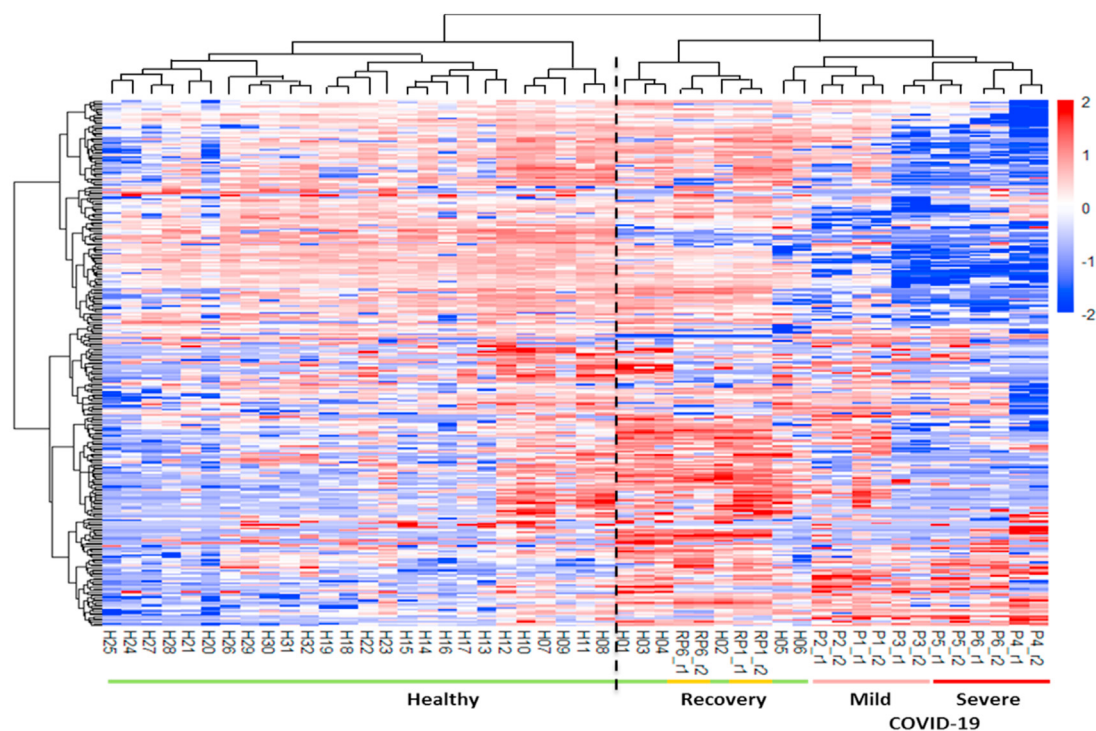 2
1
0
-1
-2
H25
H24
H27
H28
H21
H20
H26
H29
H30
H31
H32
H19
H18
H22
H23
H15
H14
H16
H17
H13
H12
H10
H07
H09
H11
H08
H01
H03
H04
RP6_r1
RP6_r2
H02
RP1_r1
RP1_r2
H05
H06
P2_r1
P2_r2
P1_r1
P1_r2
P3_r1
P3_r2
P5_r1
P5_r2
P6_r1
P6_r2
P4_r1
P4_r2
Healthy
Recovery
Mild
Severe
COVID-19